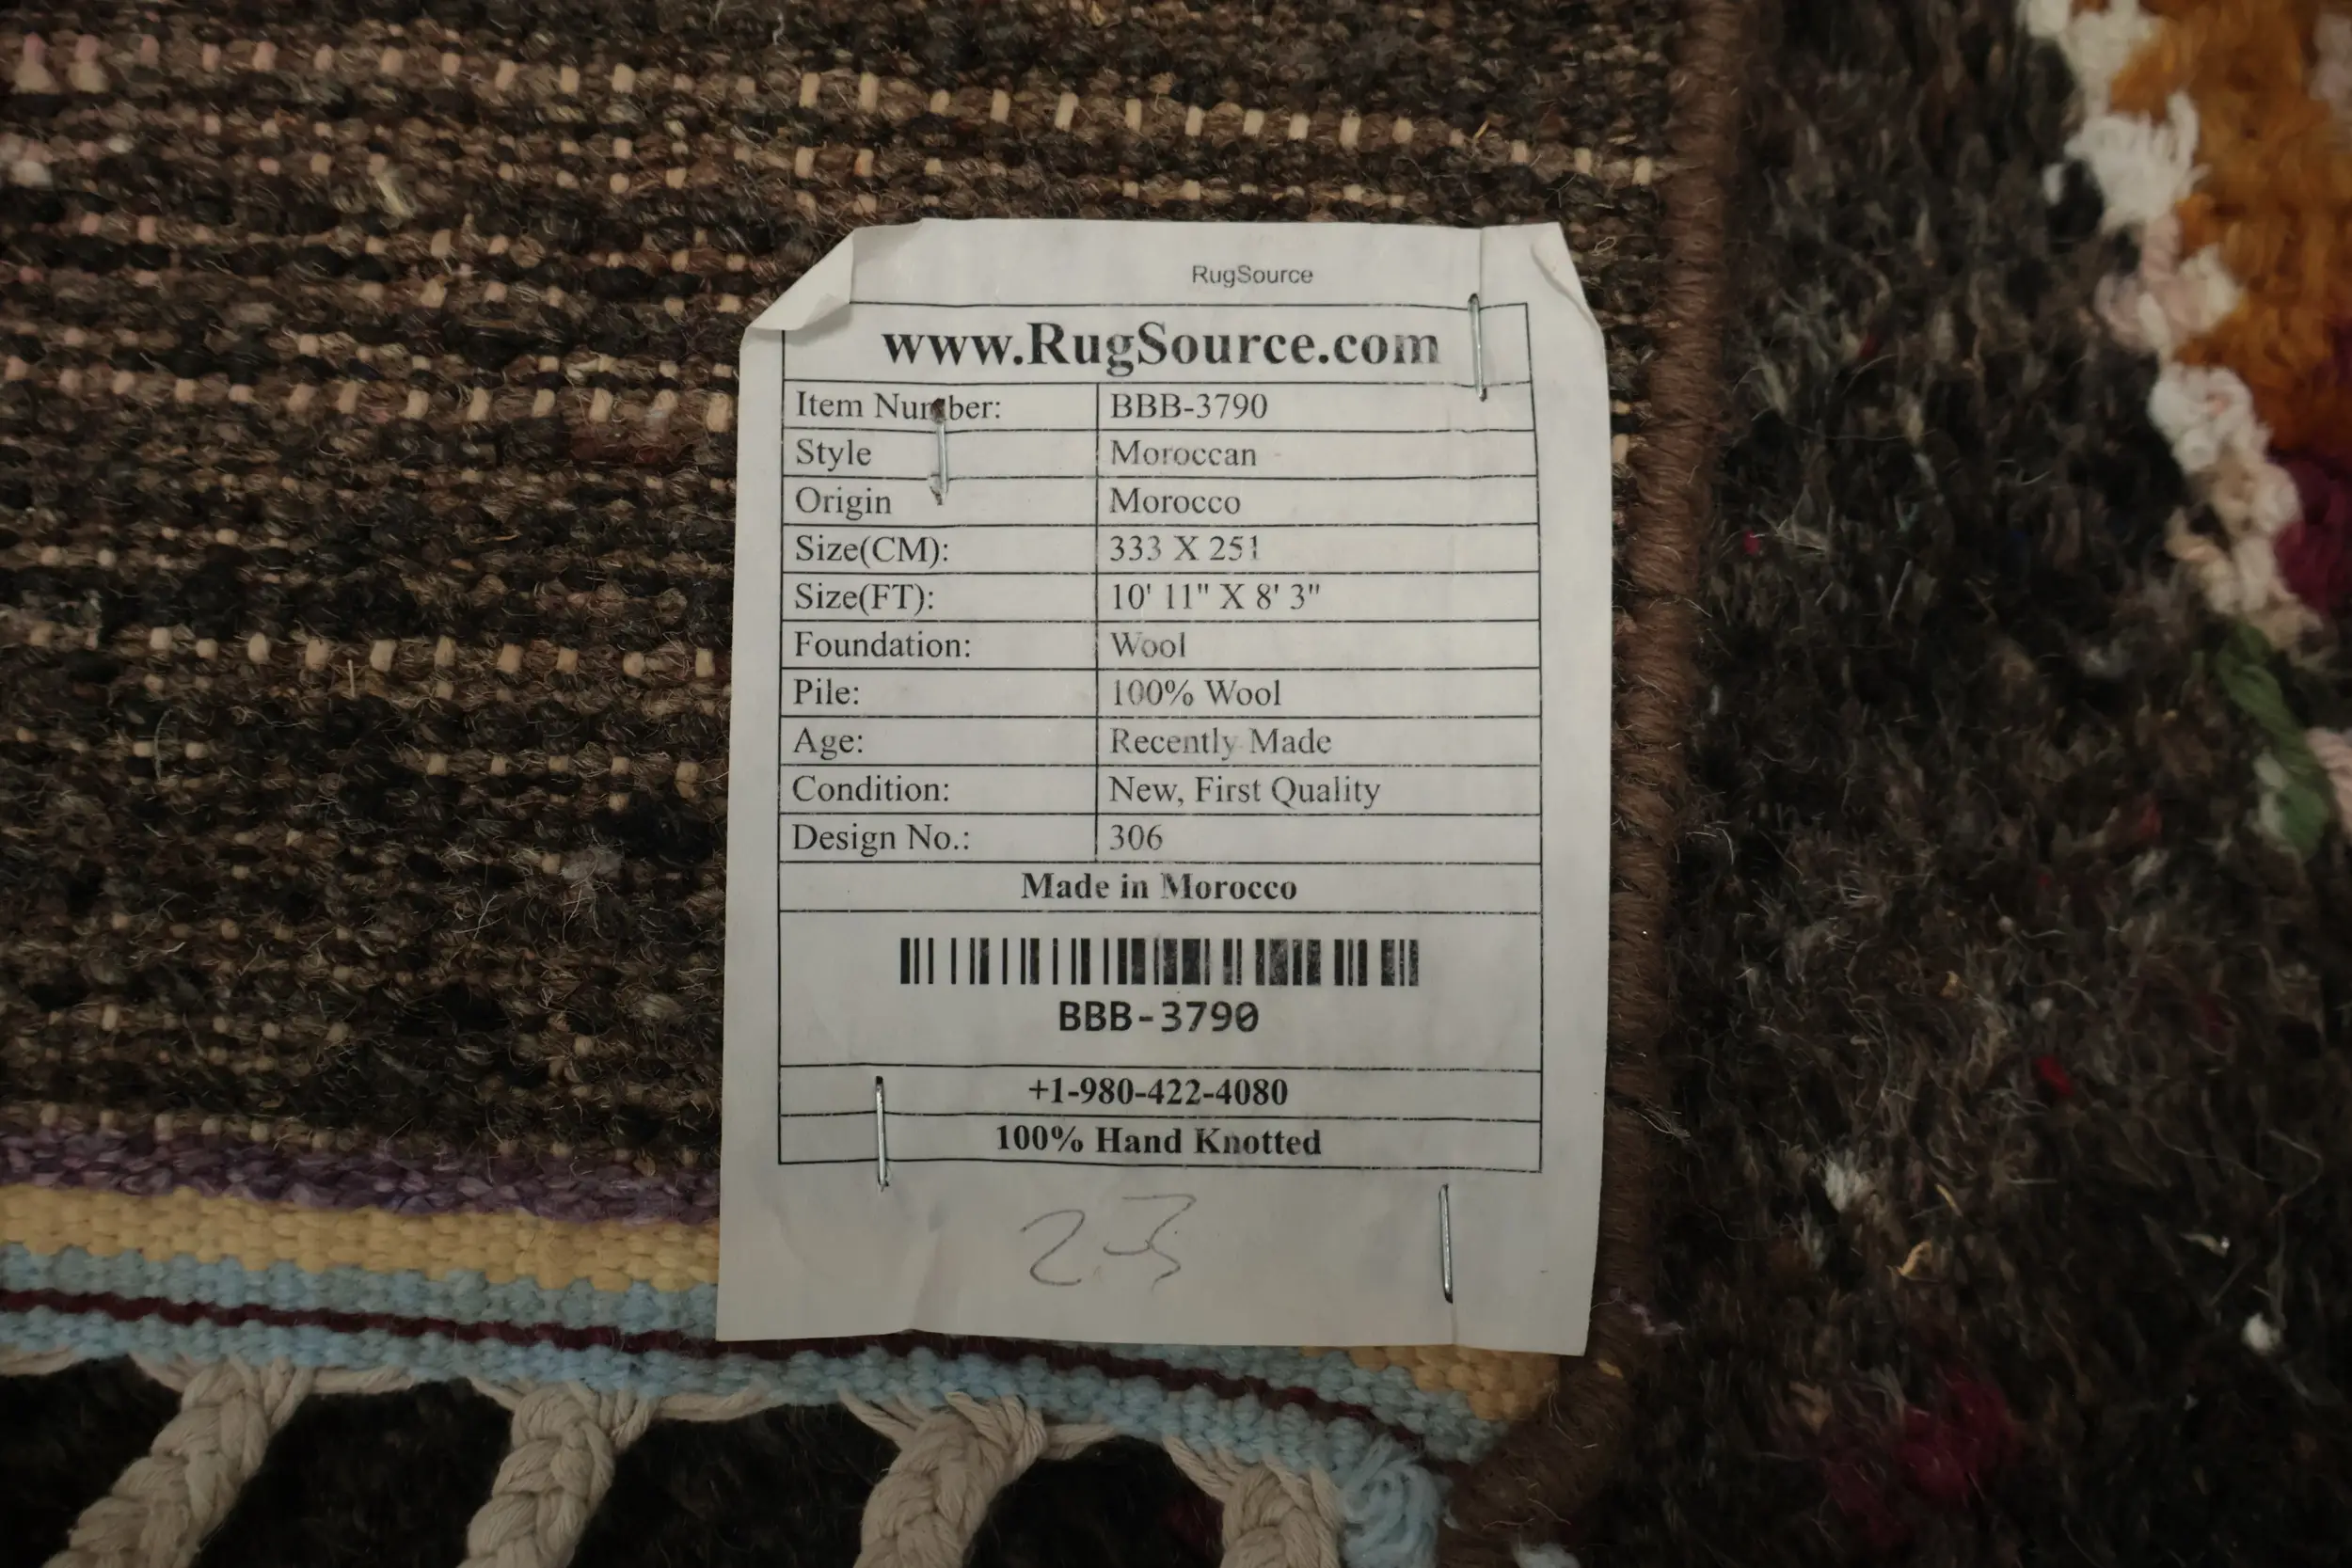 RugSource
www.RugSource.com
Item Number: BBB-3790
Style Moroccan
Origin Morocco
Size(CM): 333 X 251
Size(FT): 10' 11" X 8' 3"
Foundation: Wool
Pile: 100% Wool
Age: Recently Made
Condition: New, First Quality
Design No.: 306
Made in Morocco
BBB-3790
+1-980-422-4080
100% Hand Knotted
23